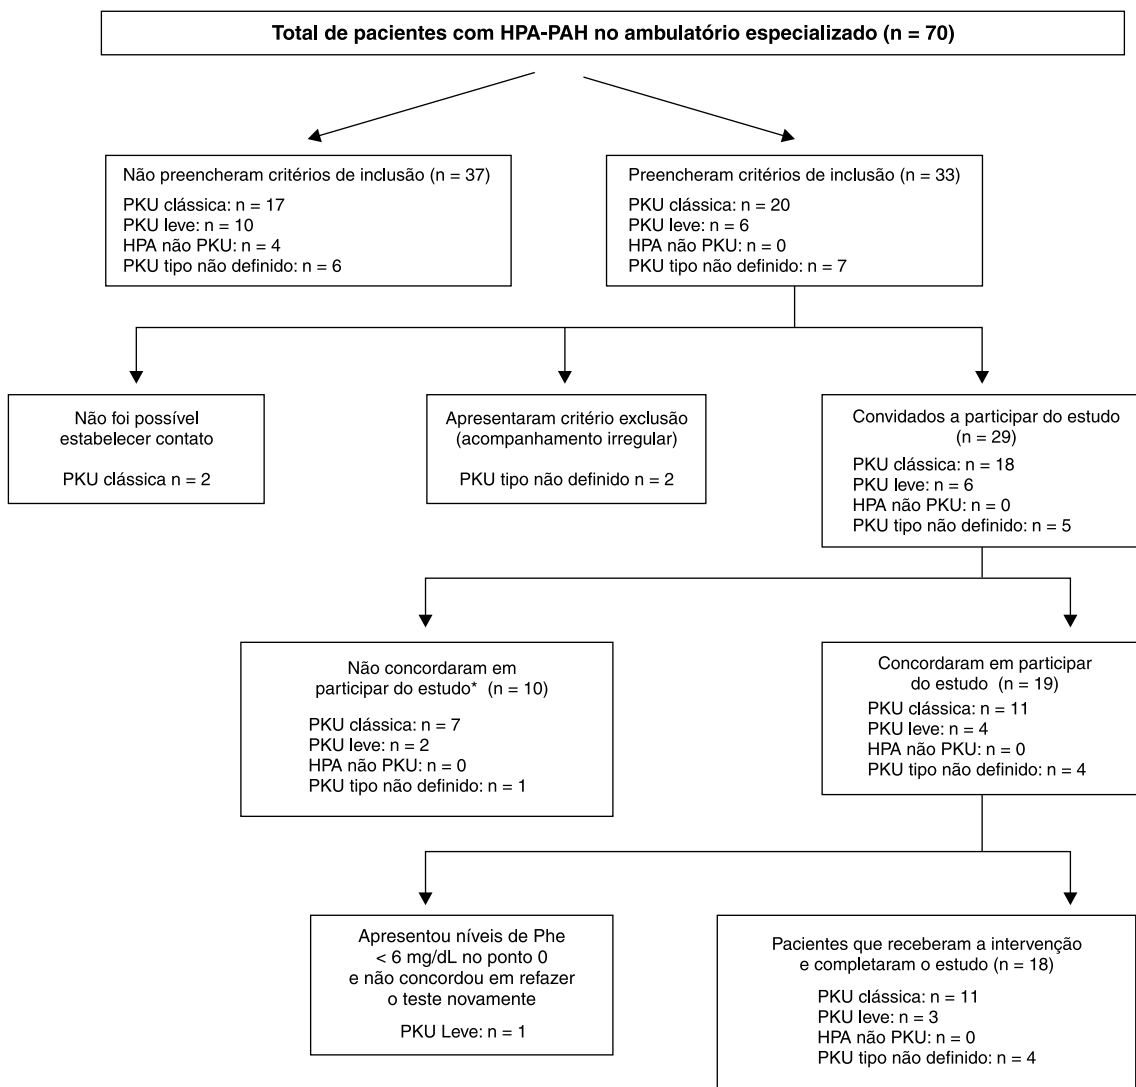 Total de pacientes com HPA-PAH no ambulatório especializado (n = 70)
Não preencheram critérios de inclusão (n = 37)
PKU clássica: n = 17
PKU leve: n = 10
HPA não PKU: n = 4
PKU tipo não definido: n = 6
Preencheram critérios de inclusão (n = 33)
PKU clássica: n = 20
PKU leve: n = 6
HPA não PKU: n = 0
PKU tipo não definido: n = 7
Não foi possível
estabelecer contato
PKU clássica n = 2
Apresentaram critério exclusão
(acompanhamento irregular)
PKU tipo não definido n = 2
Convidados a participar do estudo
(n = 29)
PKU clássica: n = 18
PKU leve: n = 6
HPA não PKU: n = 0
PKU tipo não definido: n = 5
Não concordaram em
participar do estudo* (n = 10)
PKU clássica: n = 7
PKU leve: n = 2
HPA não PKU: n = 0
PKU tipo não definido: n = 1
Concordaram em participar
do estudo (n = 19)
PKU clássica: n = 11
PKU leve: n = 4
HPA não PKU: n = 0
PKU tipo não definido: n = 4
Apresentou níveis de Phe
< 6 mg/dL no ponto 0
e não concordou em refazer
o teste novamente
PKU Leve: n = 1
Pacientes que receberam a intervenção
e completaram o estudo (n = 18)
PKU clássica: n = 11
PKU leve: n = 3
HPA não PKU: n = 0
PKU tipo não definido: n = 4